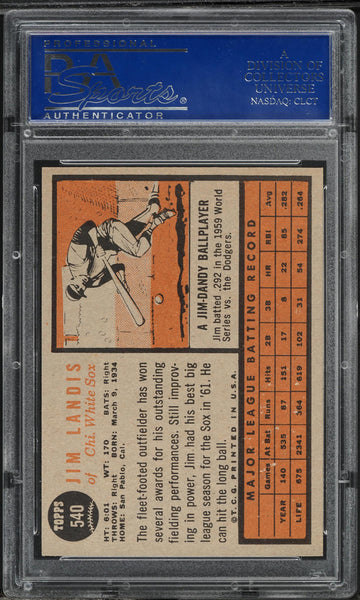 PROFESSIONAL
PSA
Sports
AUTHENTICATOR
A
DIVISION OF
COLLECTORS
UNIVERSE
NASDAQ: CLCT
TOPPS
540
JIM LANDIS
of Chi. White Sox
HT: 6:01 WT: 170 BATS: Right
THROWS: Right BORN: March 9, 1934
HOME: San Pablo, Cal.
The fleet-footed outfielder has won
several awards for his outstanding
fielding performances. Still improv-
ing in power, Jim had his best big
league season for the Sox in '61. He
can hit the long ball.
©T.C.G. PRINTED IN U.S.A.
A JIM-DANDY BALLPLAYER
Jim batted .292 in the 1959 World
Series vs. the Dodgers.
MAJOR LEAGUE BATTING RECORD
Games At Bat Runs Hits 2B 3B HR RBI Avg.
YEAR 140 535 87 151 17 8 22 85 .282
LIFE 675 2341 364 619 102 31 54 274 .264